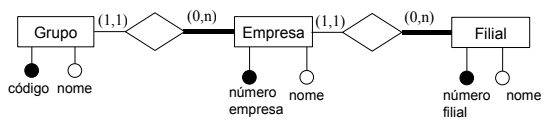 Grupo (1,1) (0,n) Empresa (1,1) (0,n) Filial
código nome número empresa nome número filial nome